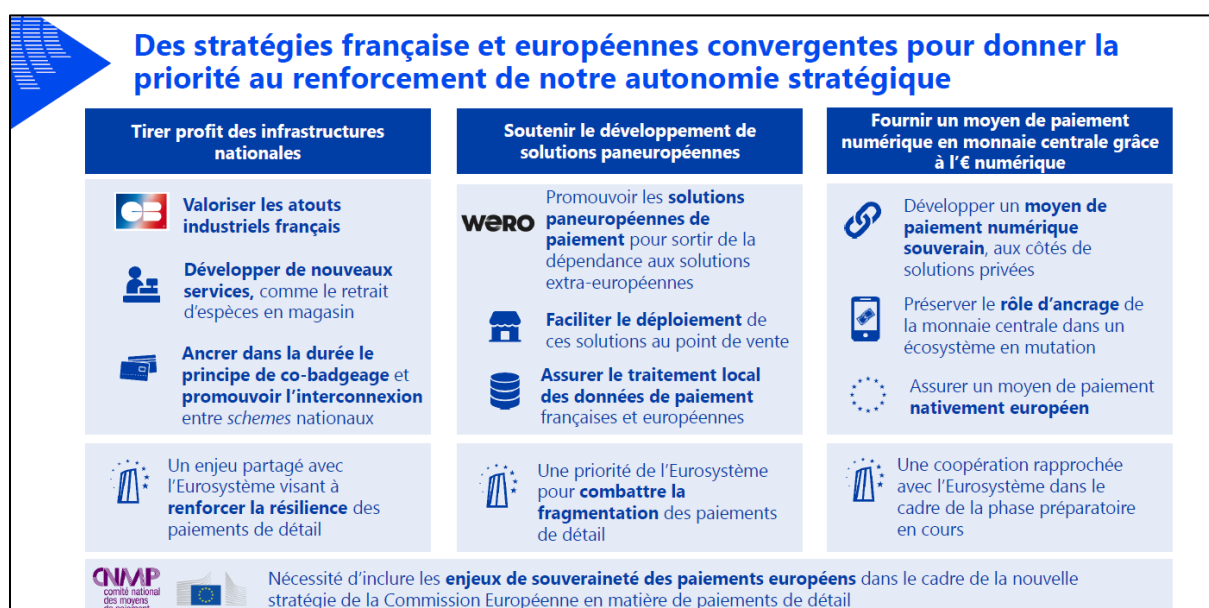 Des stratégies française et européennes convergentes pour donner la
priorité au renforcement de notre autonomie stratégique
Tirer profit des infrastructures
nationales
CB
Valoriser les atouts
industriels français
Développer de nouveaux
services, comme le retrait
d'espèces en magasin
Ancrer dans la durée le
principe de co-badgeage et
promouvoir l'interconnexion
entre schemes nationaux
Un enjeu partagé avec
l'Eurosystème visant à
renforcer la résilience des
paiements de détail
Soutenir le développement de
solutions paneuropéennes
wero
Promouvoir les solutions
paneuropéennes de
paiement pour sortir de la
dépendance aux solutions
extra-européennes
Faciliter le déploiement de
ces solutions au point de vente
Assurer le traitement local
des données de paiement
françaises et européennes
Une priorité de l'Eurosystème
pour combattre la
fragmentation des paiements
de détail
Fournir un moyen de paiement
numérique en monnaie centrale grâce
à l'€ numérique
Développer un moyen de
paiement numérique
souverain, aux côtés de
solutions privées
Préserver le rôle d'ancrage de
la monnaie centrale dans un
écosystème en mutation
Assurer un moyen de paiement
nativement européen
Une coopération rapprochée
avec l'Eurosystème dans le
cadre de la phase préparatoire
en cours
CNMP
comité national
des moyens
de paiement
Nécessité d'inclure les enjeux de souveraineté des paiements européens dans le cadre de la nouvelle
stratégie de la Commission Européenne en matière de paiements de détail